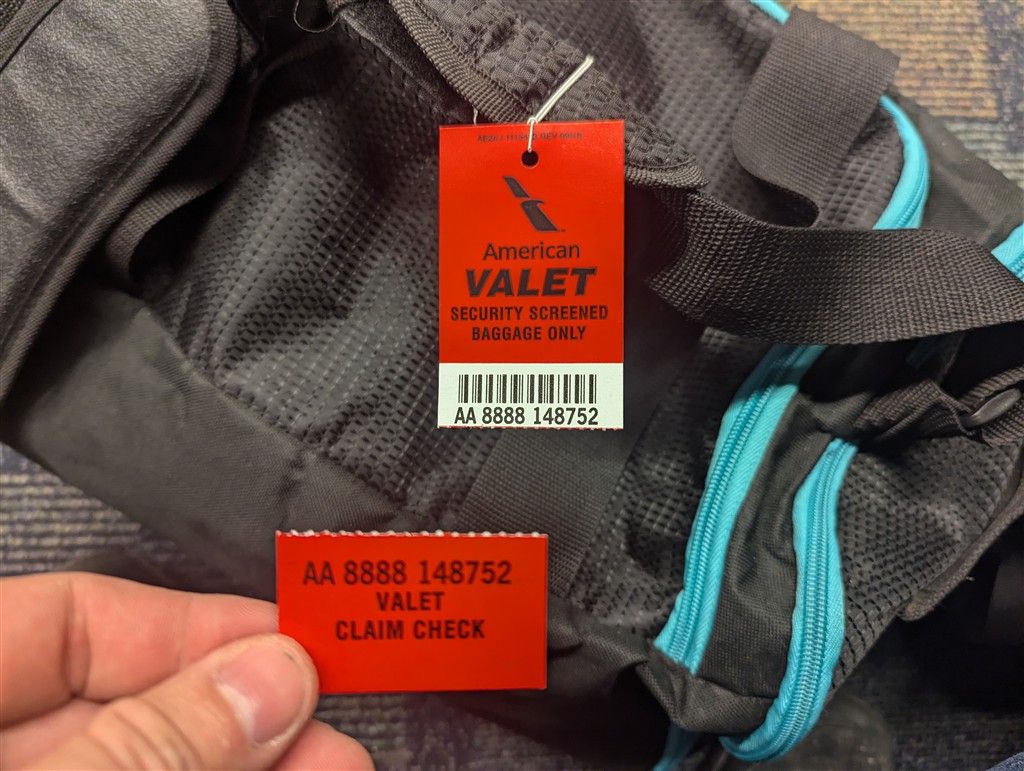 American
VALET
SECURITY SCREENED
BAGGAGE ONLY
AA 8888 148752
AA 8888 148752
VALET
CLAIM CHECK